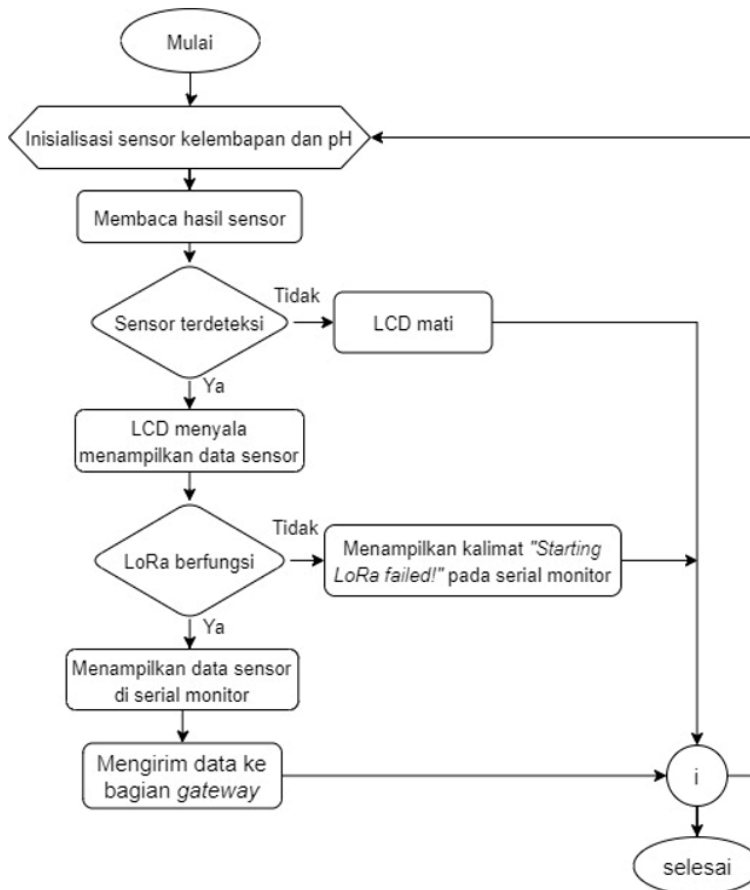 Mulai
Inisialisasi sensor kelembapan dan pH
Membaca hasil sensor
Sensor terdeteksi
Tidak
LCD mati
Ya
LCD menyala
menampilkan data sensor
LoRa berfungsi
Tidak
Menampilkan kalimat "Starting
LoRa failed!" pada serial monitor
Ya
Menampilkan data sensor
di serial monitor
Mengirim data ke
bagian gateway
i
selesai